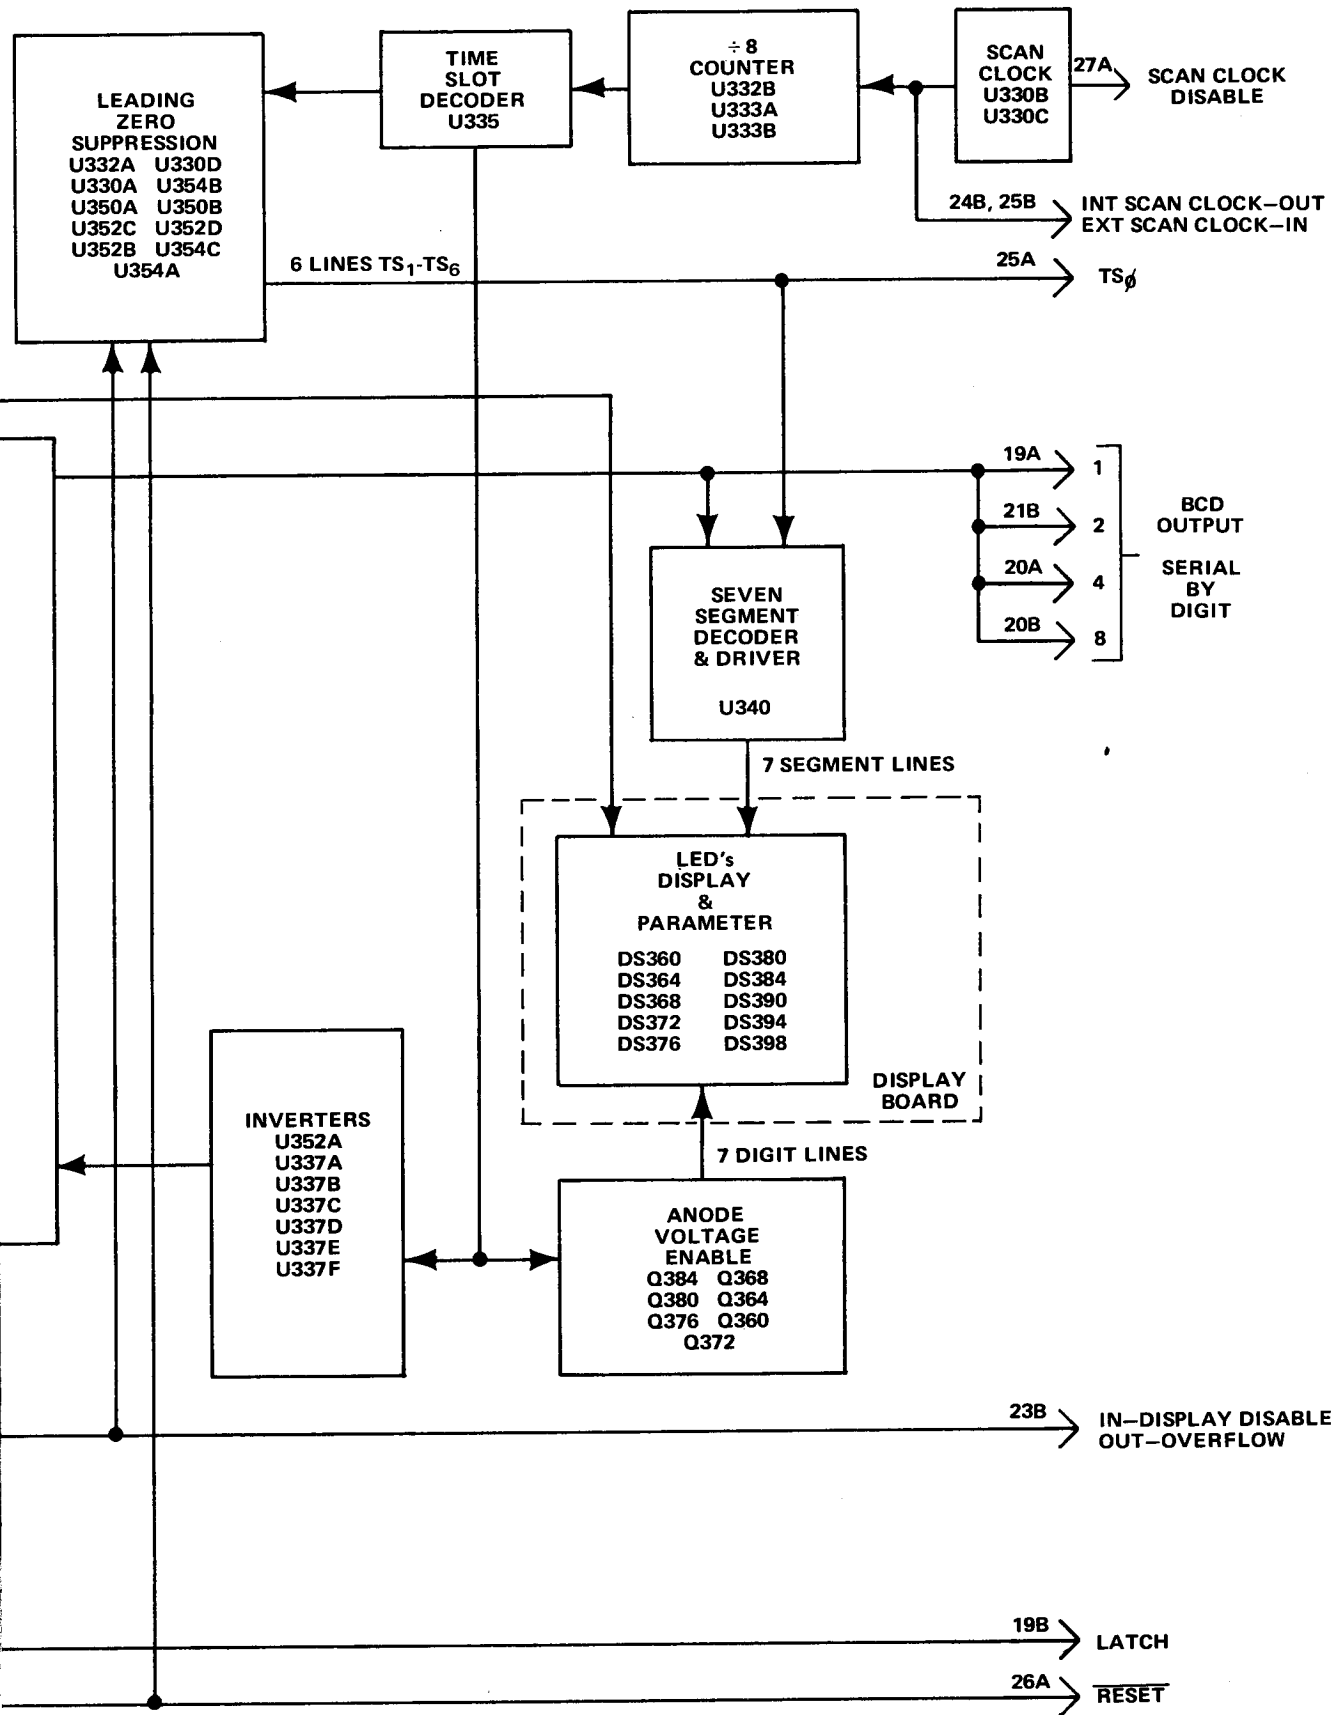 LEADING
ZERO
SUPPRESSION
U332A U330D
U330A U354B
U350A U350B
U352C U352D
U352B U354C
U354A
TIME
SLOT
DECODER
U335
÷8
COUNTER
U332B
U333A
U333B
SCAN
CLOCK
U330B
U330C
27A
SCAN CLOCK
DISABLE
24B, 25B
INT SCAN CLOCK–OUT
EXT SCAN CLOCK–IN
6 LINES TS1-TS6
25A
TSØ
19A
1
21B
2
20A
4
20B
8
BCD
OUTPUT
SERIAL
BY
DIGIT
SEVEN
SEGMENT
DECODER
& DRIVER
U340
7 SEGMENT LINES
LED's
DISPLAY
&
PARAMETER
DS360 DS380
DS364 DS384
DS368 DS390
DS372 DS394
DS376 DS398
DISPLAY
BOARD
INVERTERS
U352A
U337A
U337B
U337C
U337D
U337E
U337F
7 DIGIT LINES
ANODE
VOLTAGE
ENABLE
Q384 Q368
Q380 Q364
Q376 Q360
Q372
23B
IN–DISPLAY DISABLE
OUT–OVERFLOW
19B
LATCH
26A
RESET